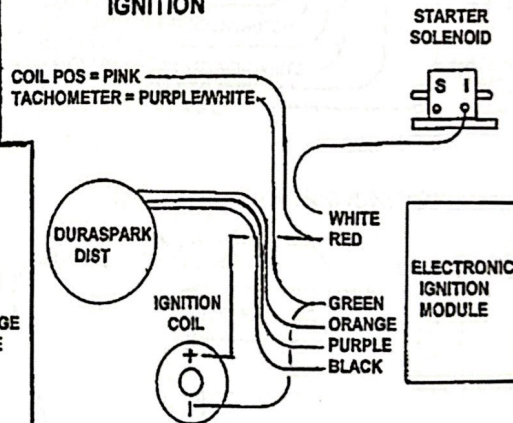 IGNITION
STARTER
SOLENOID
COIL POS = PINK
TACHOMETER = PURPLE/WHITE
S I
WHITE
RED
DURASPARK
DIST
ELECTRONIC
IGNITION
MODULE
IGNITION
COIL
GREEN
ORANGE
PURPLE
BLACK
GE
+